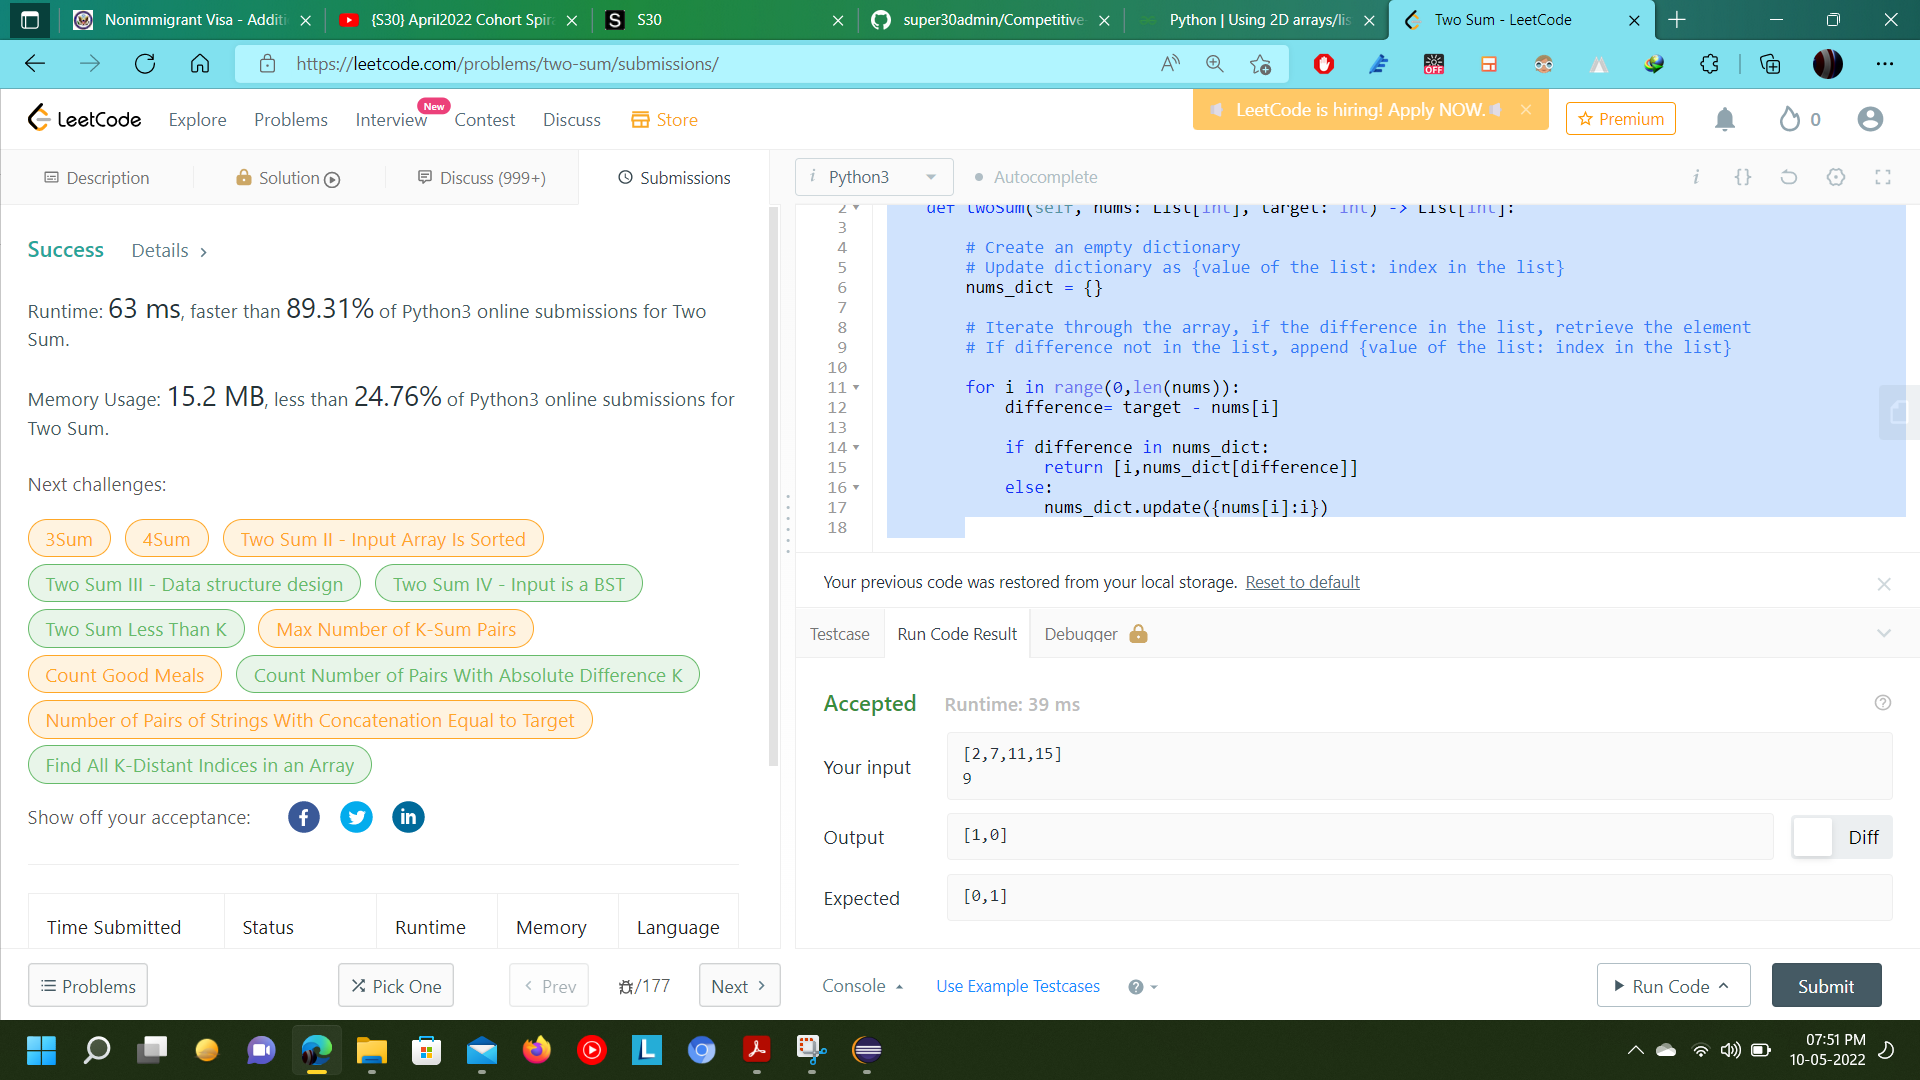 Nonimmigrant Visa - Additi
{S30} April2022 Cohort Spira
S30
super30admin/Competitive
Python | Using 2D arrays/lis
Two Sum - LeetCode
https://leetcode.com/problems/two-sum/submissions/
OFF
LeetCode
Explore
Problems
Interview
New
Contest
Discuss
Store
LeetCode is hiring! Apply NOW.
Premium
0
Description
Solution
Discuss (999+)
Submissions
i Python3
Autocomplete
Success
Details
Runtime: 63 ms, faster than 89.31% of Python3 online submissions for Two
Sum.
Memory Usage: 15.2 MB, less than 24.76% of Python3 online submissions for
Two Sum.
Next challenges:
3Sum
4Sum
Two Sum II - Input Array Is Sorted
Two Sum III - Data structure design
Two Sum IV - Input is a BST
Two Sum Less Than K
Max Number of K-Sum Pairs
Count Good Meals
Count Number of Pairs With Absolute Difference K
Number of Pairs of Strings With Concatenation Equal to Target
Find All K-Distant Indices in an Array
Show off your acceptance:
Time Submitted
Status
Runtime
Memory
Language
Problems
Pick One
Prev
/177
Next
2 def twoSum(self, nums: List[int], target: int) -> List[int]:
3
4 # Create an empty dictionary
5 # Update dictionary as {value of the list: index in the list}
6 nums_dict = {}
7
8 # Iterate through the array, if the difference in the list, retrieve the element
9 # If difference not in the list, append {value of the list: index in the list}
10
11 for i in range(0,len(nums)):
12 difference= target - nums[i]
13
14 if difference in nums_dict:
15 return [i,nums_dict[difference]]
16 else:
17 nums_dict.update({nums[i]:i})
18
Your previous code was restored from your local storage. Reset to default
Testcase
Run Code Result
Debugger
Accepted
Runtime: 39 ms
Your input
[2,7,11,15]
9
Output
[1,0]
Diff
Expected
[0,1]
Console
Use Example Testcases
Run Code
Submit
07:51 PM
10-05-2022